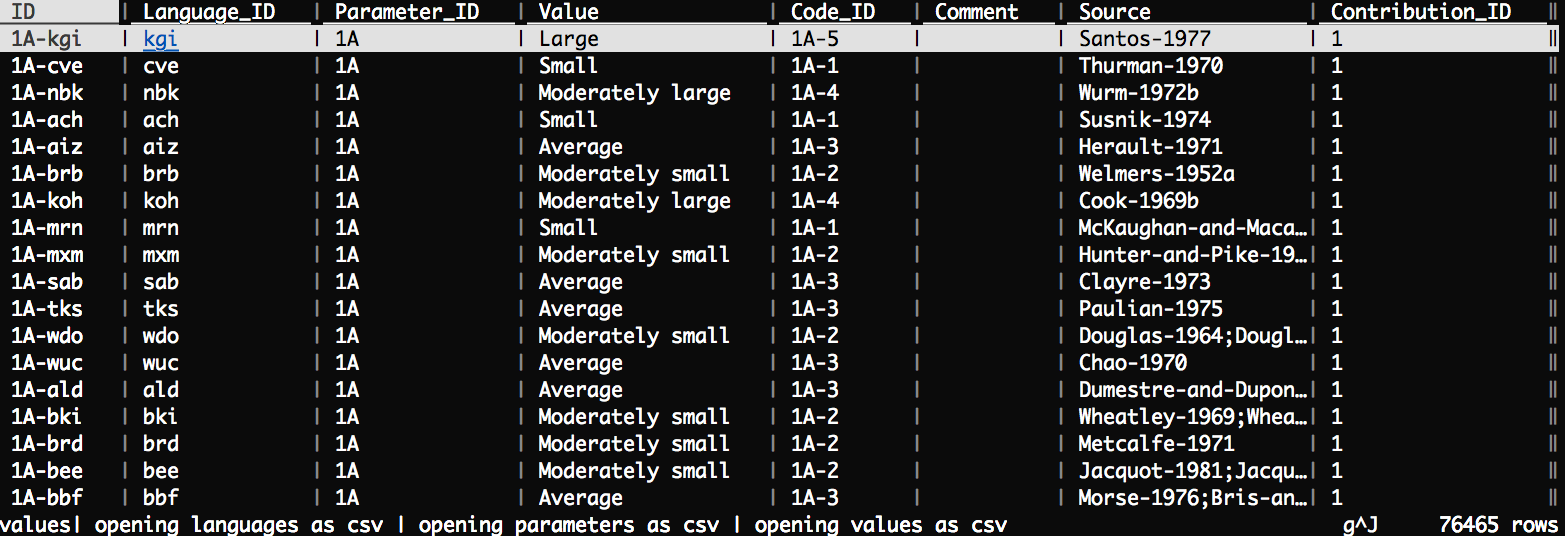 ID | Language_ID | Parameter_ID | Value | Code_ID | Comment | Source | Contribution_ID ‖
1A-kgi | kgi | 1A | Large | 1A-5 | | Santos-1977 | 1 ‖
1A-cve | cve | 1A | Small | 1A-1 | | Thurman-1970 | 1 ‖
1A-nbk | nbk | 1A | Moderately large | 1A-4 | | Wurm-1972b | 1 ‖
1A-ach | ach | 1A | Small | 1A-1 | | Susnik-1974 | 1 ‖
1A-aiz | aiz | 1A | Average | 1A-3 | | Herault-1971 | 1 ‖
1A-brb | brb | 1A | Moderately small | 1A-2 | | Welmers-1952a | 1 ‖
1A-koh | koh | 1A | Moderately large | 1A-4 | | Cook-1969b | 1 ‖
1A-mrn | mrn | 1A | Small | 1A-1 | | McKaughan-and-Maca…| 1 ‖
1A-mxm | mxm | 1A | Moderately small | 1A-2 | | Hunter-and-Pike-19…| 1 ‖
1A-sab | sab | 1A | Average | 1A-3 | | Clayre-1973 | 1 ‖
1A-tks | tks | 1A | Average | 1A-3 | | Paulian-1975 | 1 ‖
1A-wdo | wdo | 1A | Moderately small | 1A-2 | | Douglas-1964;Dougl…| 1 ‖
1A-wuc | wuc | 1A | Average | 1A-3 | | Chao-1970 | 1 ‖
1A-ald | ald | 1A | Average | 1A-3 | | Dumestre-and-Dupon…| 1 ‖
1A-bki | bki | 1A | Moderately small | 1A-2 | | Wheatley-1969;Whea…| 1 ‖
1A-brd | brd | 1A | Moderately small | 1A-2 | | Metcalfe-1971 | 1 ‖
1A-bee | bee | 1A | Moderately small | 1A-2 | | Jacquot-1981;Jacqu…| 1 ‖
1A-bbf | bbf | 1A | Average | 1A-3 | | Morse-1976;Bris-an…| 1 ‖
values| opening languages as csv | opening parameters as csv | opening values as csv g^J 76465 rows